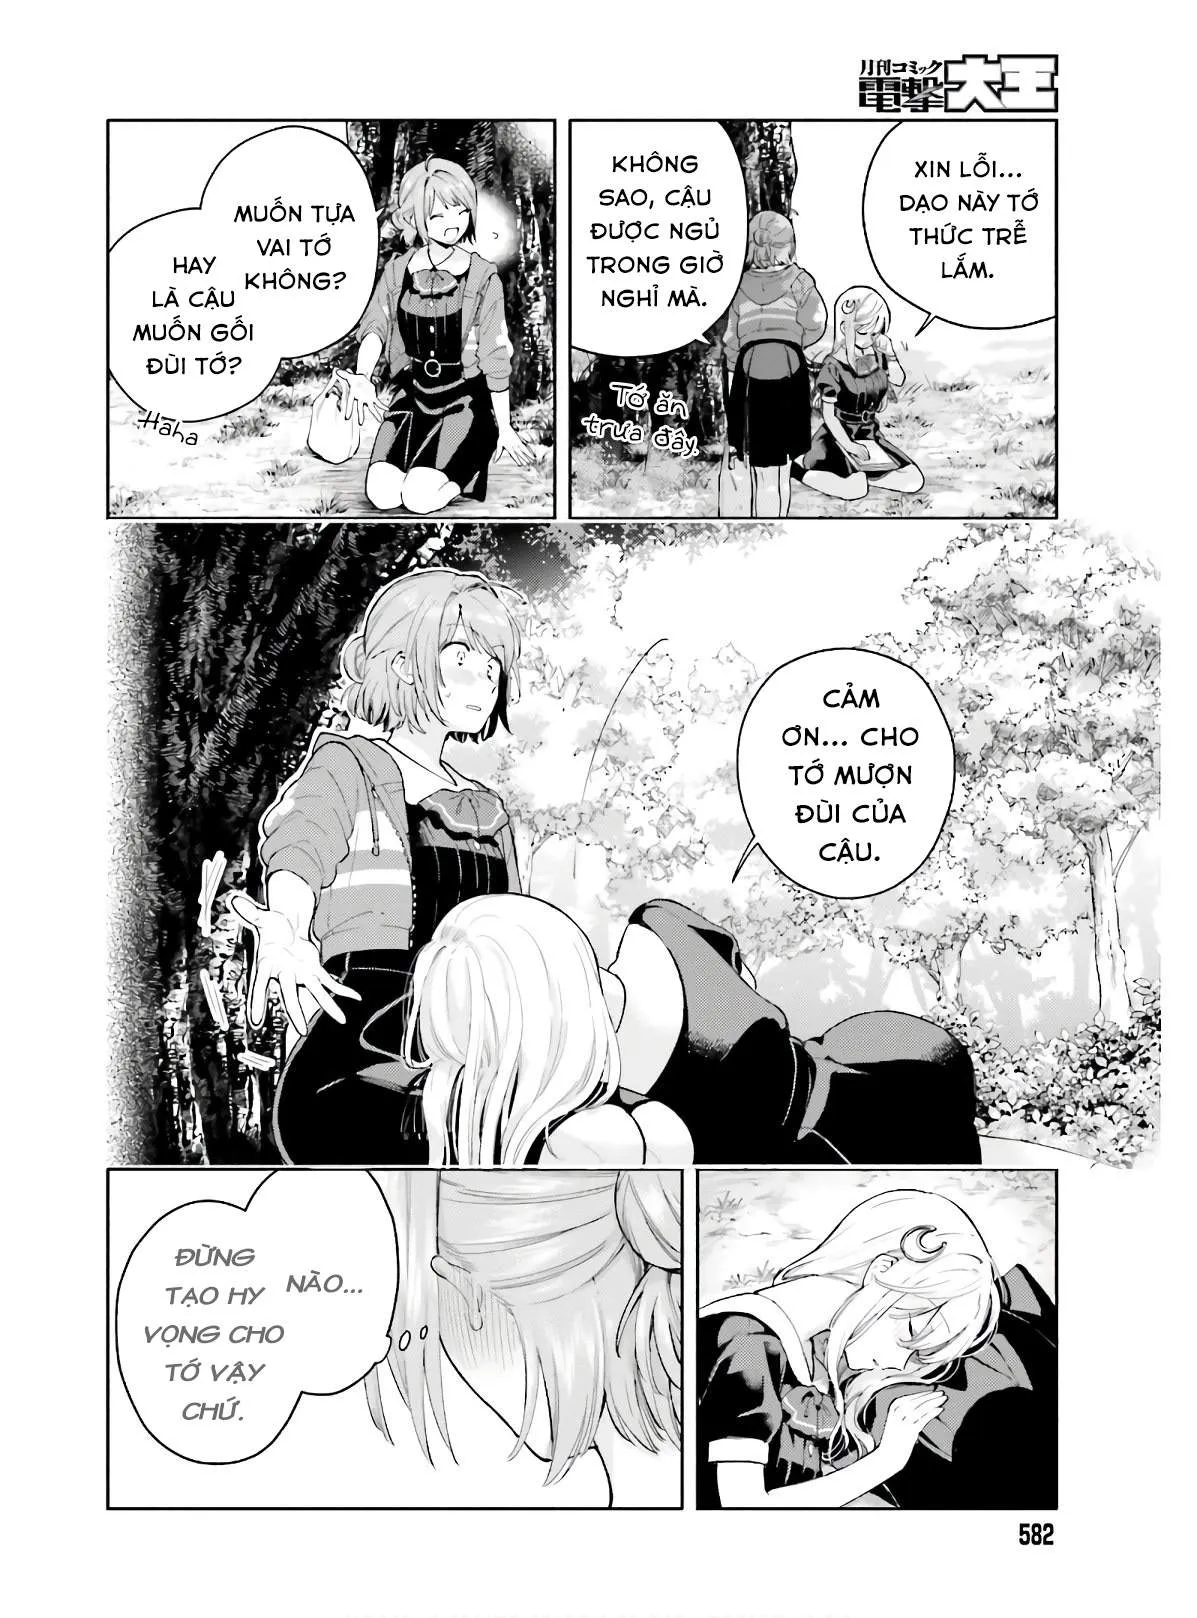 月刊コミック
電撃大王
XIN LỖI...
DẠO NÀY TỚ
THỨC TRỄ
LẮM.
KHÔNG
SAO, CẬU
ĐƯỢC NGỦ
TRONG GIỜ
NGHỈ MÀ.
Tớ ăn
trưa đây.
MUỐN TỰA
VAI TỚ
KHÔNG?
HAY
LÀ CẬU
MUỐN GỐI
ĐÙI TỚ?
Haha
CẢM
ƠN... CHO
TỚ MƯỢN
ĐÙI CỦA
CẬU.
NÀO...
ĐỪNG
TẠO HY
VỌNG CHO
TỚ VẬY
CHỨ.
582